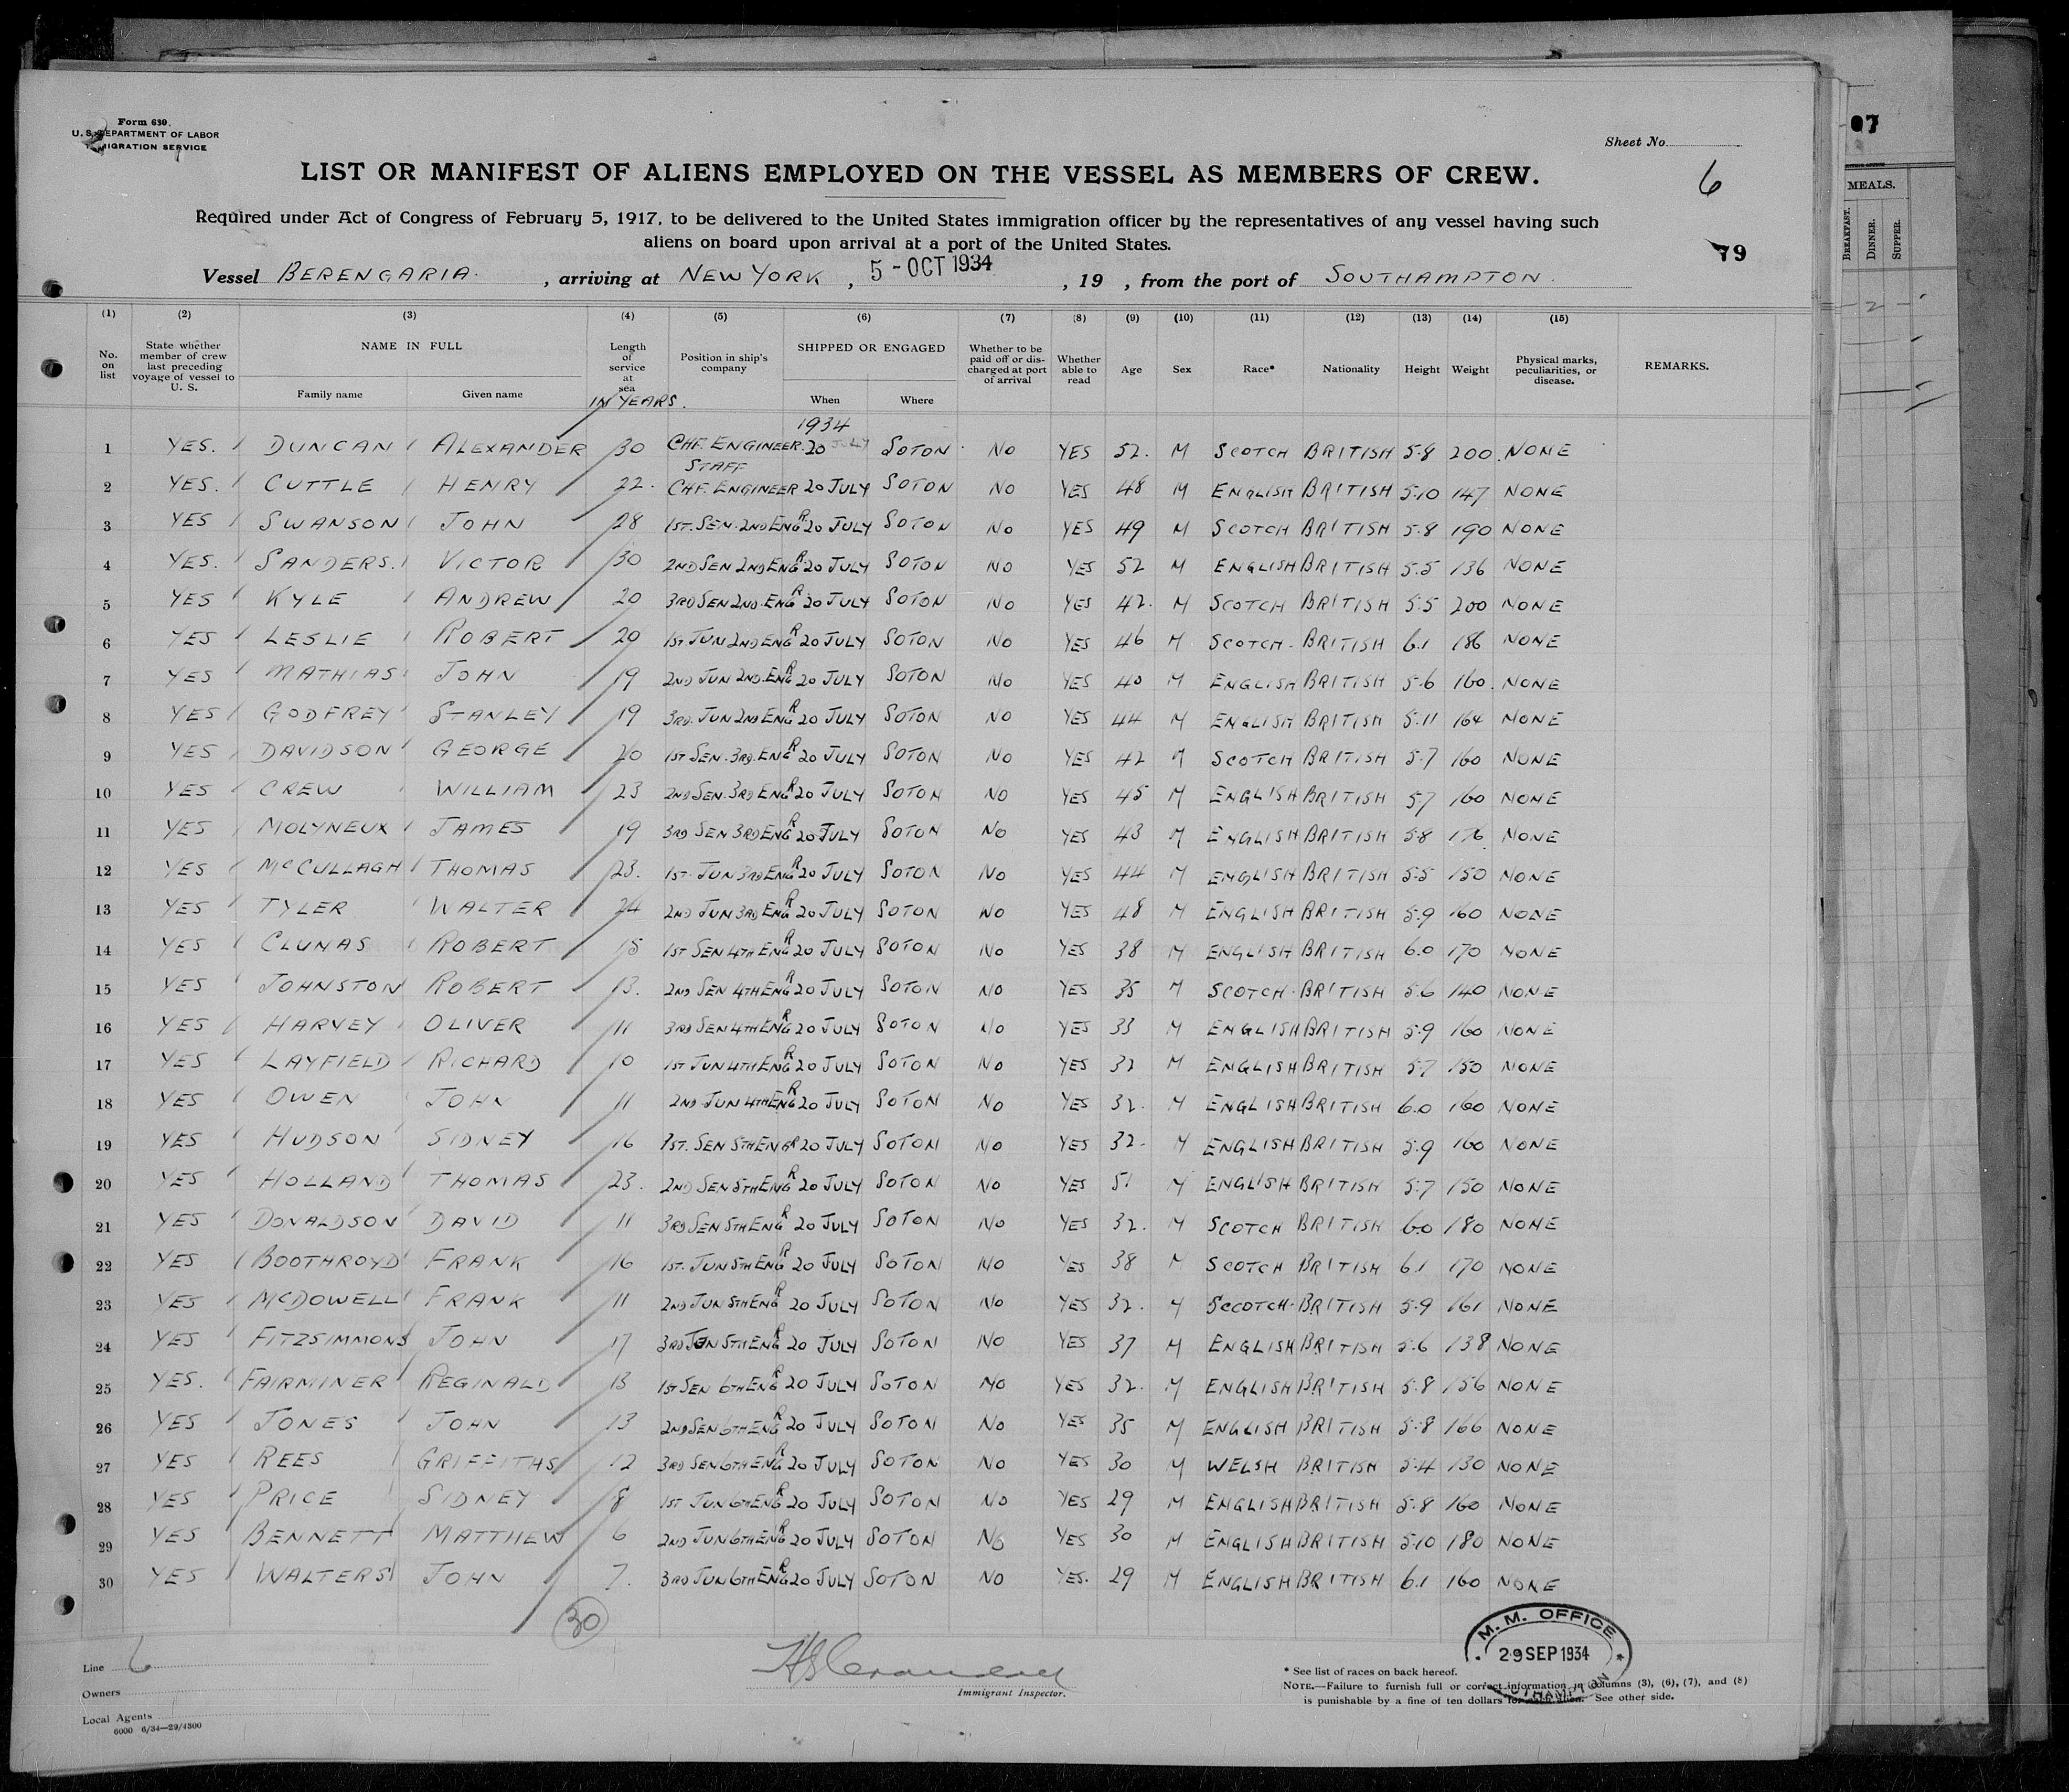 Form 630.
U. S. DEPARTMENT OF LABOR
IMMIGRATION SERVICE
Sheet No.
6
LIST OR MANIFEST OF ALIENS EMPLOYED ON THE VESSEL AS MEMBERS OF CREW.
Required under Act of Congress of February 5, 1917, to be delivered to the United States immigration officer by the representatives of any vessel having such
aliens on board upon arrival at a port of the United States.
79
Vessel BERENGARIA. , arriving at NEW YORK , 5 - OCT 1934 , 19 , from the port of SOUTHAMPTON.
(1) (2) (3) (4) (5) (6) (7) (8) (9) (10) (11) (12) (13) (14) (15)
No. on list State whether member of crew last preceding voyage of vessel to U. S. NAME IN FULL Family name Given name Length of service at sea IN YEARS. Position in ship's company SHIPPED OR ENGAGED When Where Whether to be paid off or discharged at port of arrival Whether able to read Age Sex Race* Nationality Height Weight Physical marks, peculiarities, or disease. REMARKS.
1934
1 YES. DUNCAN ALEXANDER 30 CHF. ENGINEER. 20 JULY SOTON No YES 52. M SCOTCH BRITISH 5.8 200. NONE
2 YES. CUTTLE HENRY 22. STAFF CHF. ENGINEER 20 JULY SOTON No YES 48 M ENGLISH BRITISH 5.10 147 NONE
3 YES SWANSON JOHN 28 1ST. SEN. 2ND ENGR 20 JULY SOTON No YES 49 M SCOTCH BRITISH 5.8 190 NONE
4 YES. SANDERS. VICTOR 30 2ND SEN 2ND ENGR 20 JULY SOTON NO YES 52 M ENGLISH BRITISH 5.5 136 NONE
5 YES KYLE ANDREW 20 3RD SEN 2ND. ENGR 20 JULY SOTON No YES 42. M SCOTCH BRITISH 5.5 200 NONE
6 YES LESLIE ROBERT 20 1ST JUN 2ND ENGR 20 JULY SOTON No YES 46 M SCOTCH. BRITISH 6.1 186 NONE
7 YES MATHIAS JOHN 19 2ND JUN 2ND. ENGR 20 JULY SOTON No YES 40 M ENGLISH BRITISH 5.6 160. NONE
8 YES GODFREY STANLEY 19 3RD. JUN 2ND ENGR 20 JULY SOTON NO YES 44 M ENGLISH BRITISH 5.11 164 NONE
9 YES DAVIDSON GEORGE 20 1ST SEN. 3RD. ENGR 20 JULY SOTON No YES 42 M SCOTCH BRITISH 5.7 160 NONE
10 YES CREW WILLIAM 23 2ND SEN. 3RD ENGR 20 JULY SOTON NO YES 45 M ENGLISH BRITISH 5.7 160 NONE
11 YES MOLYNEUX JAMES 19 3RD SEN 3RD ENGR 20 JULY SOTON No YES 43 M ENGLISH BRITISH 5.8 NONE
12 YES McCULLAGH THOMAS 23. 1ST. JUN 3RD ENGR 20 JULY SOTON No YES 44 M ENGLISH BRITISH 5.5 150 NONE
13 YES TYLER WALTER 24 2ND JUN 3RD ENGR 20 JULY SOTON NO YES 48 M ENGLISH BRITISH 5.9 160 NONE
14 YES CLUNAS ROBERT 15 1ST SEN 4TH ENGR 20 JULY SOTON No YES 38 M ENGLISH BRITISH 6.0 170 NONE
15 YES JOHNSTON ROBERT 13. 2ND SEN 4TH ENGR 20 JULY SOTON NO YES 35 M SCOTCH. BRITISH 5.6 140 NONE
16 YES HARVEY OLIVER 11 3RD SEN 4TH ENGR 20 JULY SOTON No YES 33 M ENGLISH BRITISH 5.9 160 NONE
17 YES LAYFIELD RICHARD 10 1ST JUN 4TH ENGR 20 JULY SOTON No YES 32 M ENGLISH BRITISH 5.7 150 NONE
18 YES OWEN JOHN 11 2ND JUN 4TH ENGR 20 JULY SOTON No YES 32. M ENGLISH BRITISH 6.0 160 NONE
19 YES HUDSON SIDNEY 16 1ST. SEN 5TH ENGR 20 JULY SOTON No YES 32. M ENGLISH BRITISH 5.9 160 NONE
20 YES HOLLAND THOMAS 23. 2ND SEN 5TH ENGR 20 JULY SOTON NO YES 51 M ENGLISH BRITISH 5.7 150 NONE
21 YES DONALDSON DAVID 11 3RD SEN 5TH ENGR 20 JULY SOTON No YES 32. M SCOTCH BRITISH 6.0 180 NONE
22 YES BOOTHROYD FRANK 16 1ST. JUN 5TH ENGR 20 JULY SOTON NO YES 38 M SCOTCH BRITISH 6.1 170 NONE
23 YES McDOWELL FRANK 11 2ND JUN 5TH ENGR 20 JULY SOTON No YES 32. M SCCOTCH. BRITISH 5.9 161 NONE
24 YES FITZSIMMONS JOHN 17 3RD JUN 5TH ENGR 20 JULY SOTON NO YES 37 M ENGLISH BRITISH 5.6 138 NONE
25 YES. FAIRMINER REGINALD 13 1ST SEN 6TH ENGR 20 JULY SOTON NO YES 32. M ENGLISH BRITISH 5.8 156 NONE
26 YES JONES JOHN 13 2ND SEN 6TH ENGR 20 JULY SOTON No YES 35 M ENGLISH BRITISH 5.8 166 NONE
27 YES REES GRIFFITHS 12 3RD SEN 6TH ENGR 20 JULY SOTON No YES 30 M WELSH BRITISH 5.4 130 NONE
28 YES PRICE SIDNEY 8 1ST JUN 6TH ENGR 20 JULY SOTON NO YES 29 M ENGLISH BRITISH 5.8 160 NONE
29 YES BENNETT MATTHEW 6 2ND JUN 6TH ENGR 20 JULY SOTON No YES 30 M ENGLISH BRITISH 5.10 180 NONE
30 YES WALTERS JOHN 7. 3RD JUN 6TH ENGR 20 JULY SOTON NO YES. 29 M ENGLISH BRITISH 6.1 160 NONE
30
M. M. OFFICE
29 SEP 1934
SOUTHAMPTON
Line 6
Owners
Local Agents
6000 6/34—29/4300
Immigrant Inspector.
* See list of races on back hereof.
NOTE.—Failure to furnish full or correct information in columns (3), (6), (7), and (8)
is punishable by a fine of ten dollars for each alien. See other side.
07
MEALS.
BREAKFAST.
DINNER.
SUPPER.
2